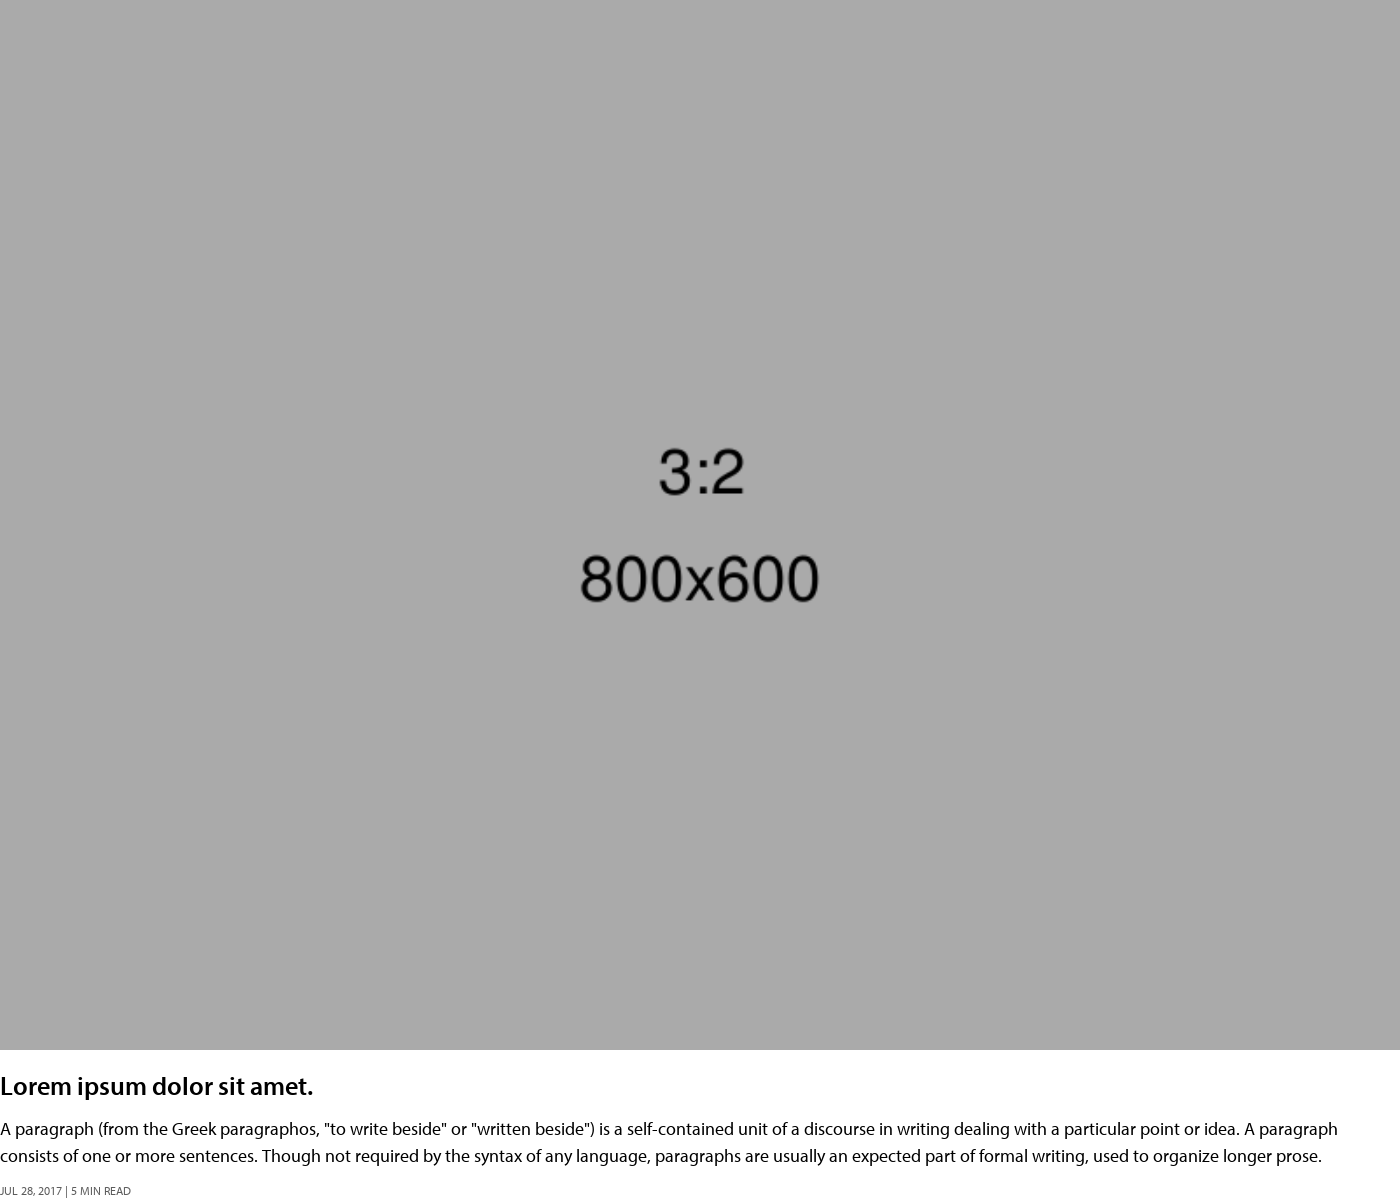 3:2
800x600
Lorem ipsum dolor sit amet.
A paragraph (from the Greek paragraphos, "to write beside" or "written beside") is a self-contained unit of a discourse in writing dealing with a particular point or idea. A paragraph
consists of one or more sentences. Though not required by the syntax of any language, paragraphs are usually an expected part of formal writing, used to organize longer prose.
JUL 28, 2017 | 5 MIN READ